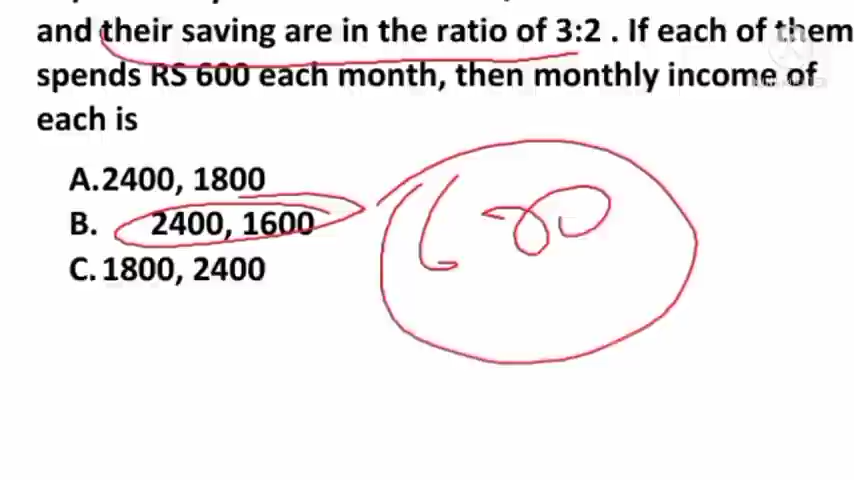 and their saving are in the ratio of 3:2 . If each of them
spends RS 600 each month, then monthly income of
each is
A.2400, 1800
B. 2400, 1600
C. 1800, 2400